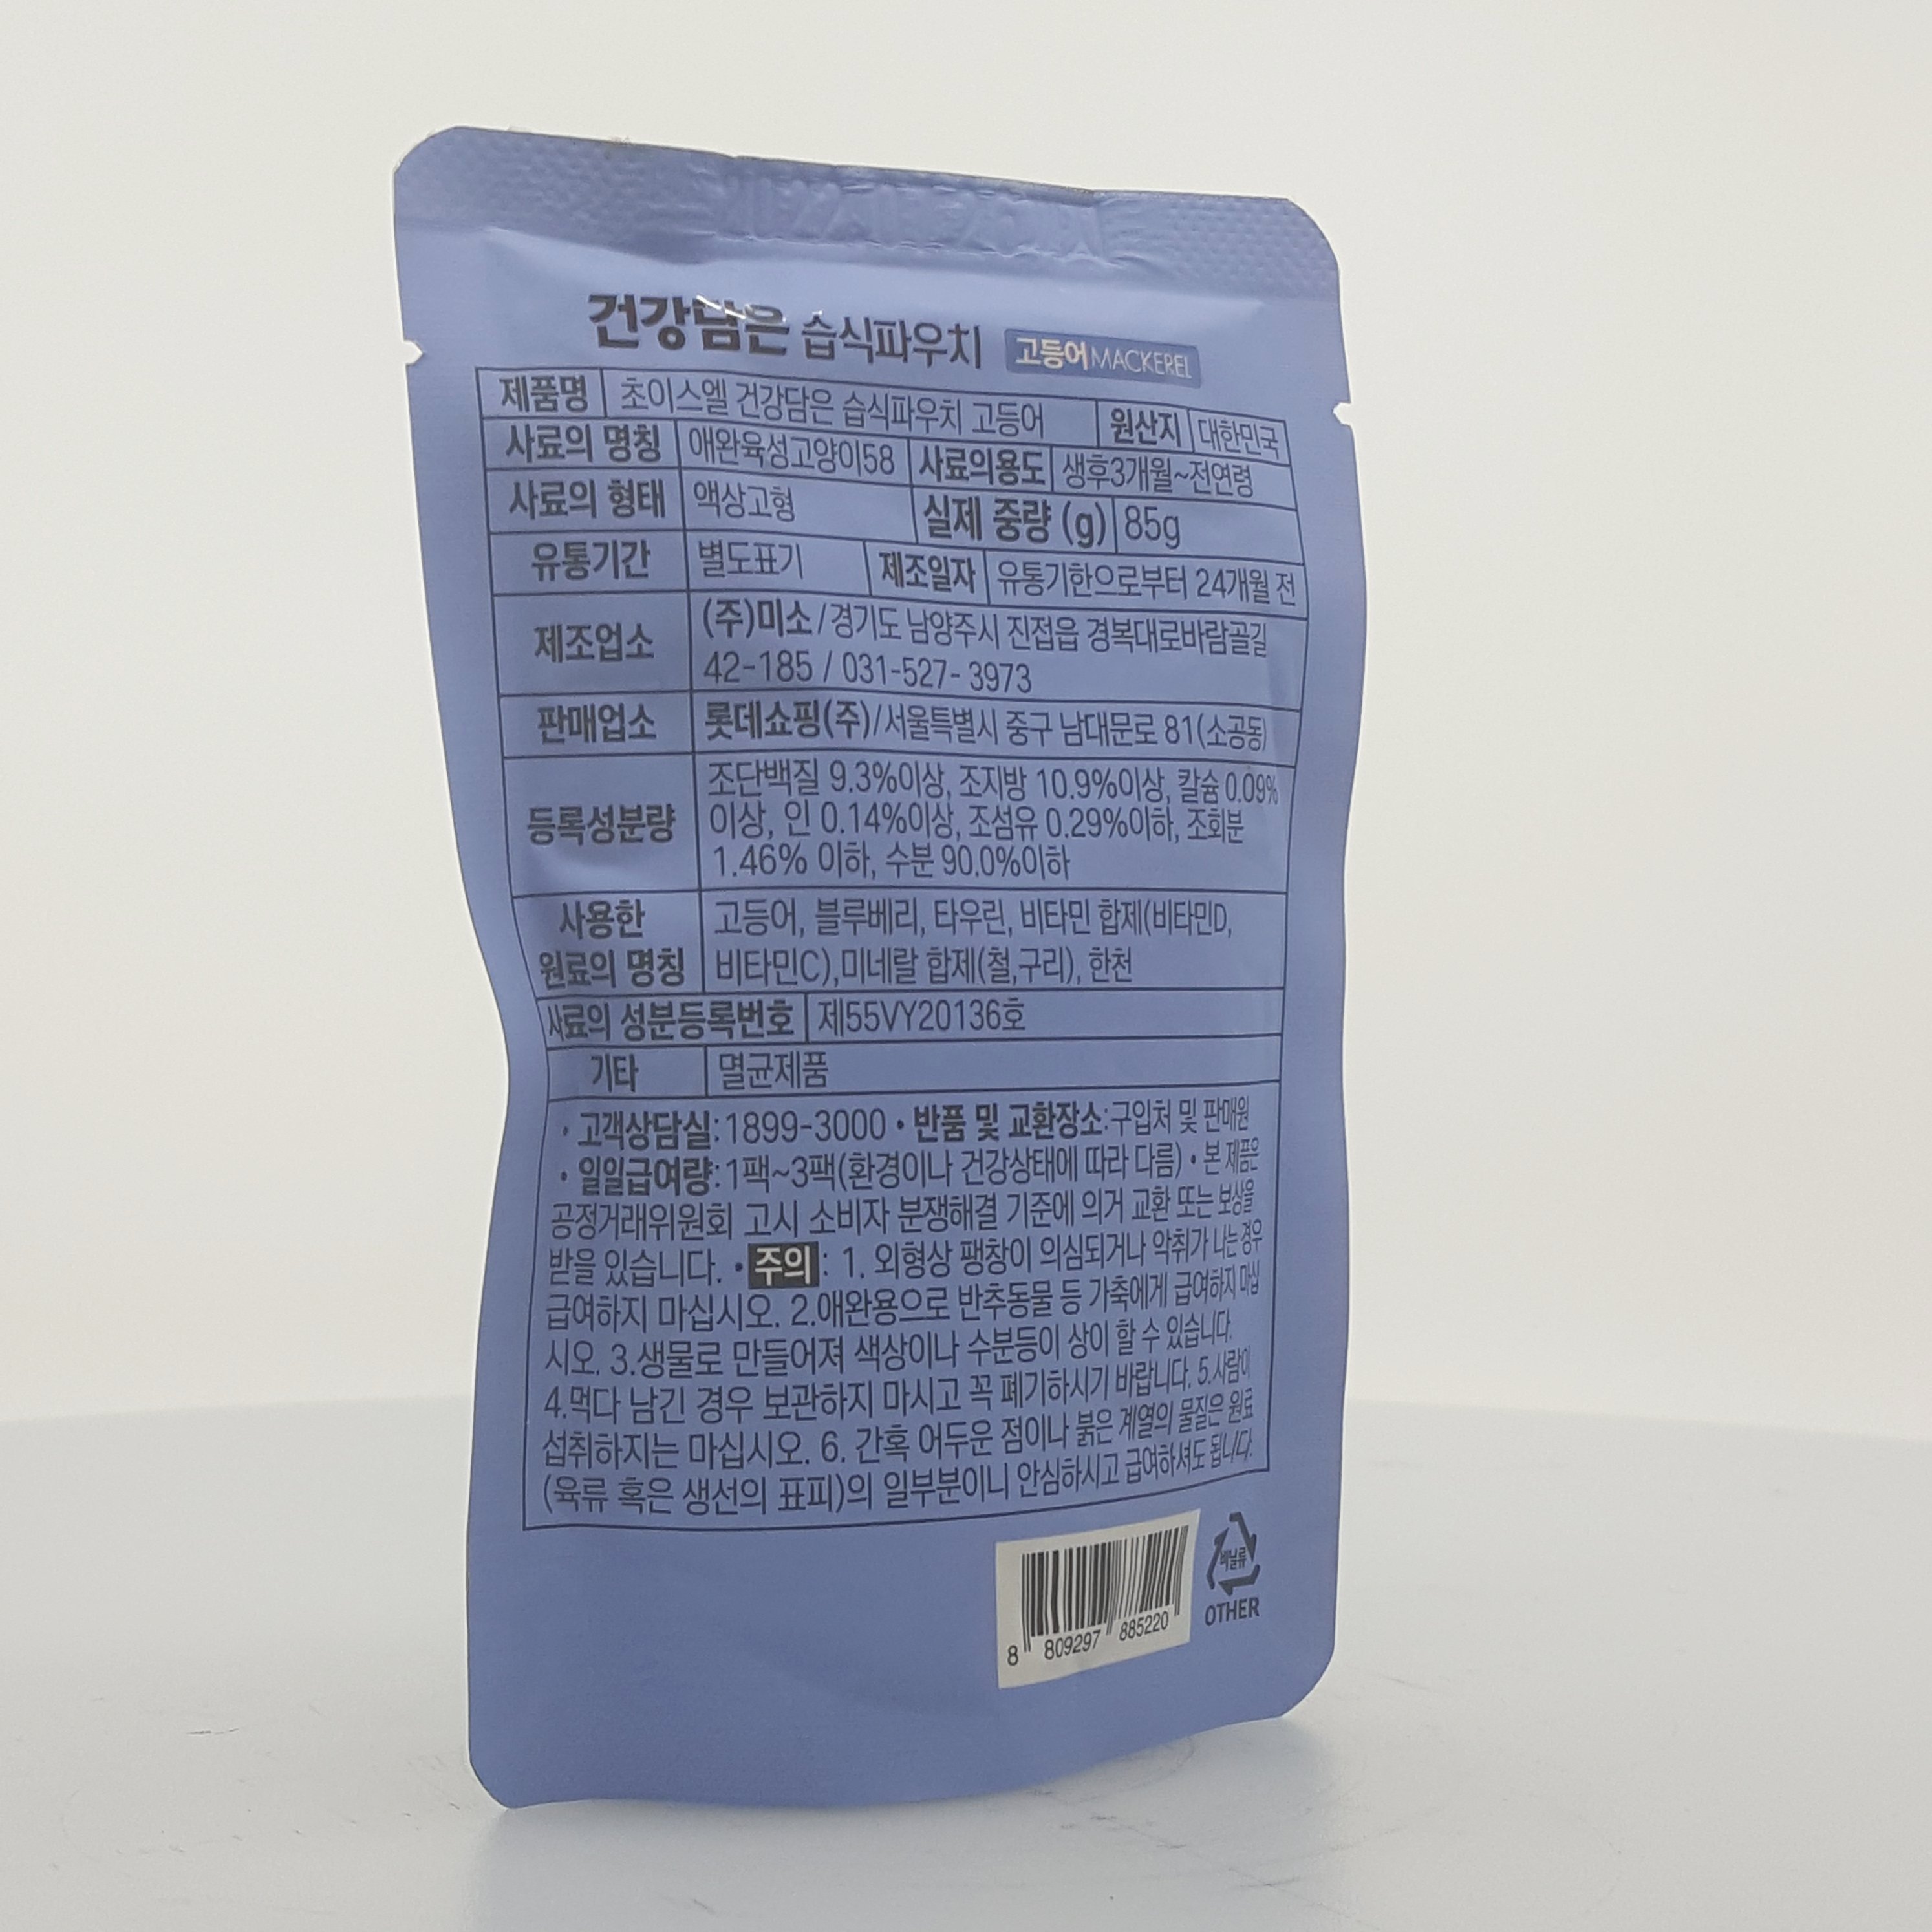 건강담은 습식파우치 고등어 MACKEREL
제품명 초이스엘 건강담은 습식파우치 고등어 원산지 대한민국
사료의 명칭 애완육성고양이58 사료의용도 생후3개월~전연령
사료의 형태 액상고형 실제 중량 (g) 85g
유통기간 별도표기 제조일자 유통기한으로부터 24개월 전
제조업소 (주)미소/경기도 남양주시 진접읍 경복대로바람골길
42-185 / 031-527- 3973
판매업소 롯데쇼핑(주)/서울특별시 중구 남대문로 81(소공동)
등록성분량 조단백질 9.3%이상, 조지방 10.9%이상, 칼슘 0.09%
이상, 인 0.14%이상, 조섬유 0.29%이하, 조회분
1.46% 이하, 수분 90.0%이하
사용한 원료의 명칭 고등어, 블루베리, 타우린, 비타민 합제(비타민D,
비타민C),미네랄 합제(철,구리), 한천
사료의 성분등록번호 제55VY20136호
기타 멸균제품
• 고객상담실:1899-3000 • 반품 및 교환장소:구입처 및 판매원
• 일일급여량:1팩~3팩(환경이나 건강상태에 따라 다름) • 본 제품은
공정거래위원회 고시 소비자 분쟁해결 기준에 의거 교환 또는 보상을
받을 있습니다. • 주의 : 1. 외형상 팽창이 의심되거나 악취가 나는 경우
급여하지 마십시오. 2.애완용으로 반추동물 등 가축에게 급여하지 마십
시오. 3.생물로 만들어져 색상이나 수분등이 상이 할 수 있습니다.
4.먹다 남긴 경우 보관하지 마시고 꼭 폐기하시기 바랍니다. 5.사람이
섭취하지는 마십시오. 6. 간혹 어두운 점이나 붉은 계열의 물질은 원료
(육류 혹은 생선의 표피)의 일부분이니 안심하시고 급여하셔도 됩니다.
비닐류
OTHER
8 809297 885220